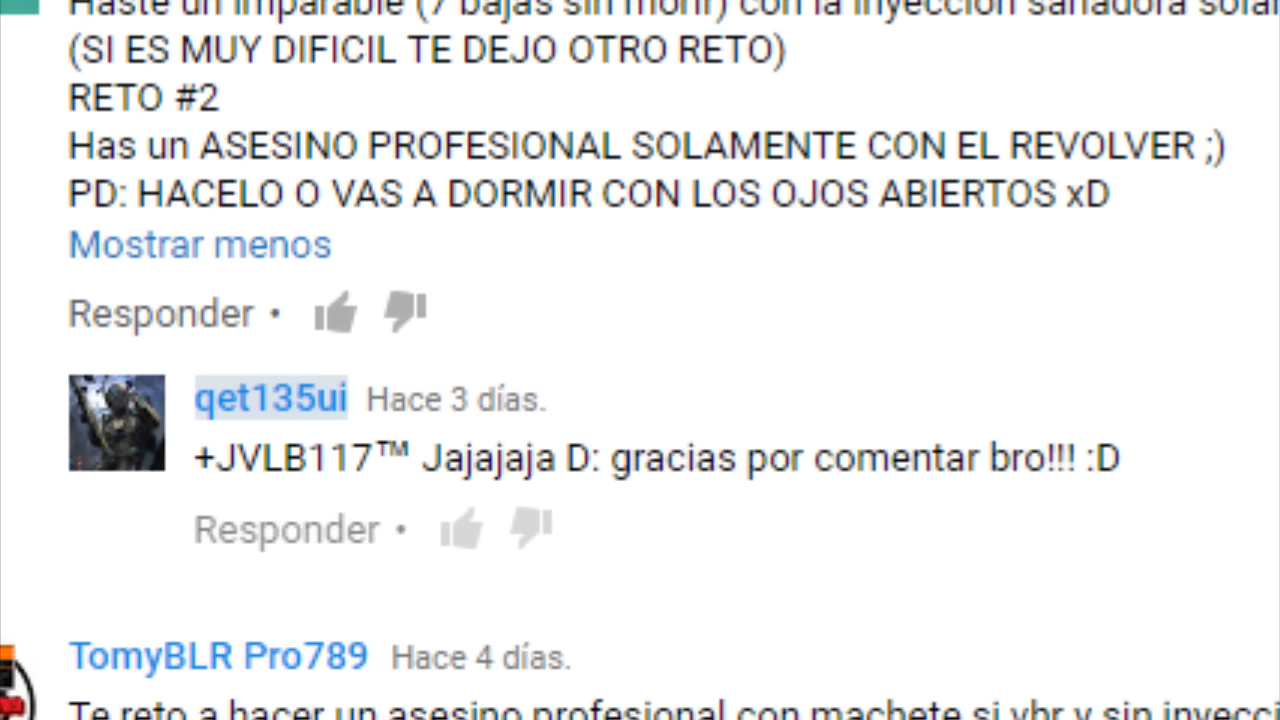 Haste un imparable (7 bajas sin morir) con la inyeccion sanadora
(SI ES MUY DIFICIL TE DEJO OTRO RETO)
RETO #2
Has un ASESINO PROFESIONAL SOLAMENTE CON EL REVOLVER ;)
PD: HACELO O VAS A DORMIR CON LOS OJOS ABIERTOS xD
Mostrar menos
Responder •
qet135ui Hace 3 días.
+JVLB117™ Jajajaja D: gracias por comentar bro!!! :D
Responder •
TomyBLR Pro789 Hace 4 días.
Te reto a hacer un asesino profesional con machete si vbr y sin